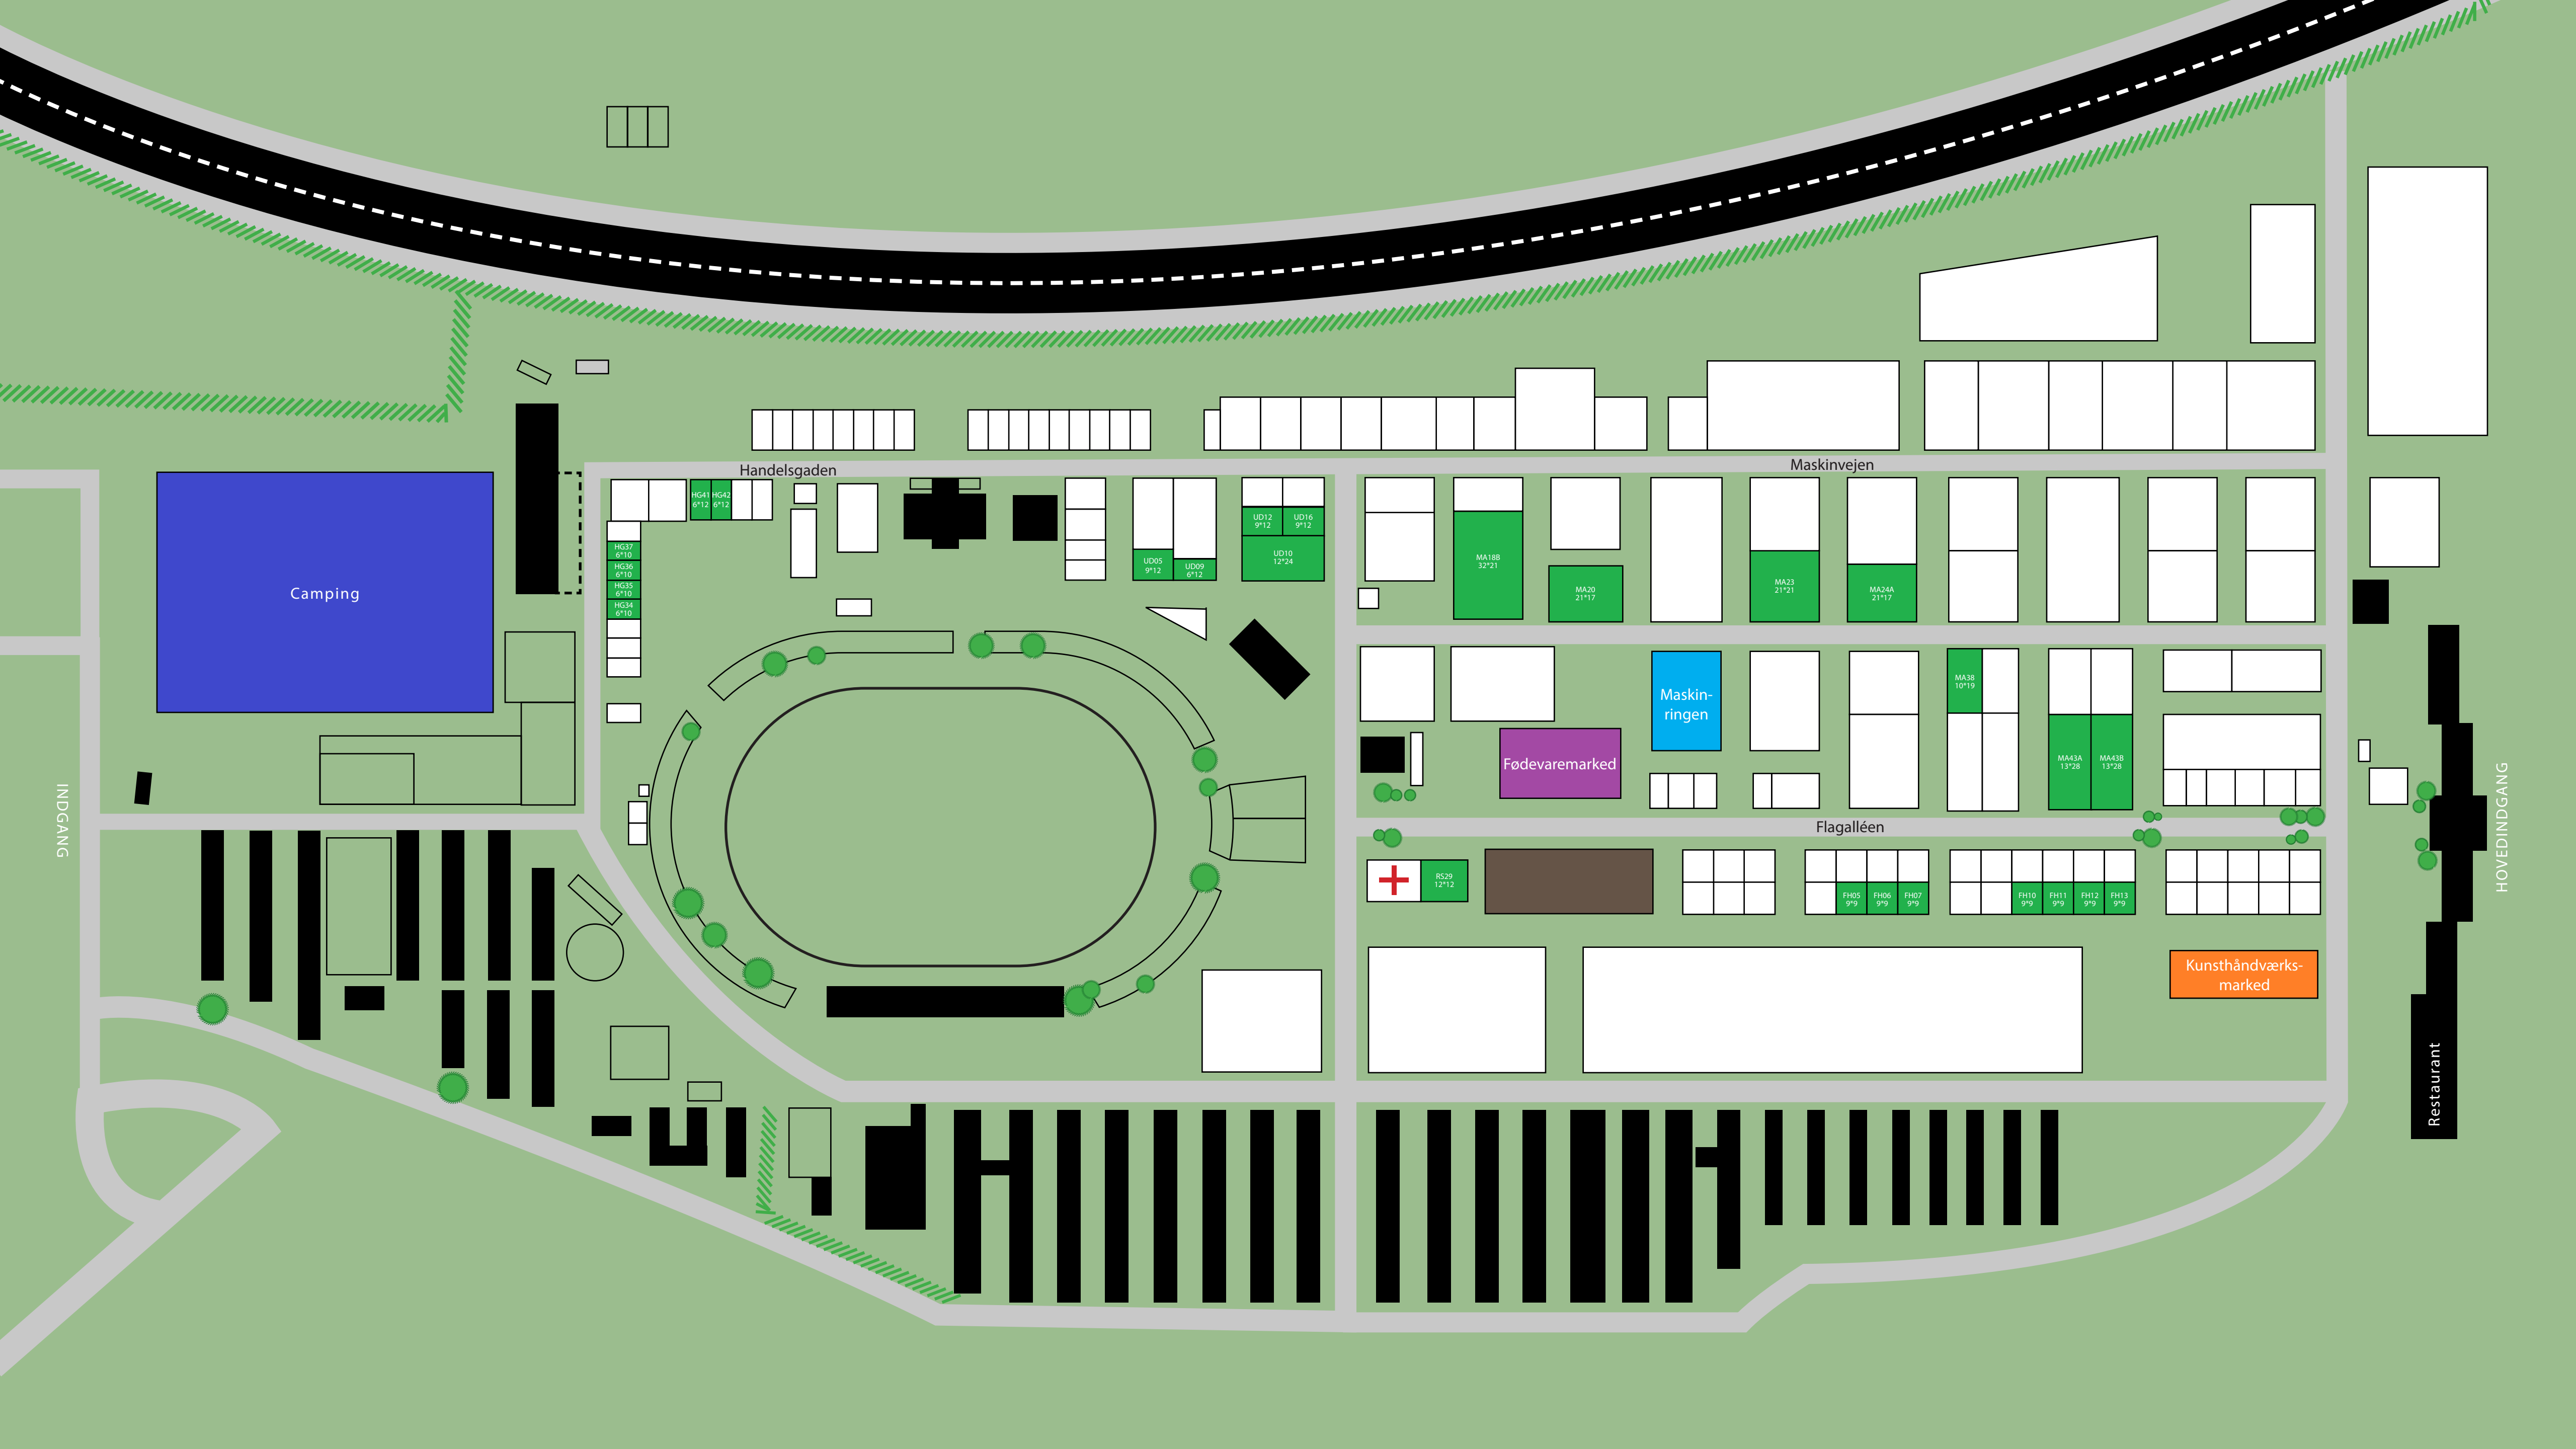 Handelsgaden
Maskinvejen
HG41
6*12
HG42
6*12
HG37
6*10
HG36
6*10
HG35
6*10
HG34
6*10
UD05
9*12
UD09
6*12
UD12
9*12
UD16
9*12
UD10
12*24
MA18B
32*21
MA20
21*17
MA23
21*21
MA24A
21*17
Camping
Maskin-
ringen
MA38
10*19
Fødevaremarked
MA43A
13*28
MA43B
13*28
INDGANG
Flagalléen
HOVEDINDGANG
RS29
12*12
FH05
9*9
FH06
9*9
FH07
9*9
FH10
9*9
FH11
9*9
FH12
9*9
FH13
9*9
Kunsthåndværks-
marked
Restaurant